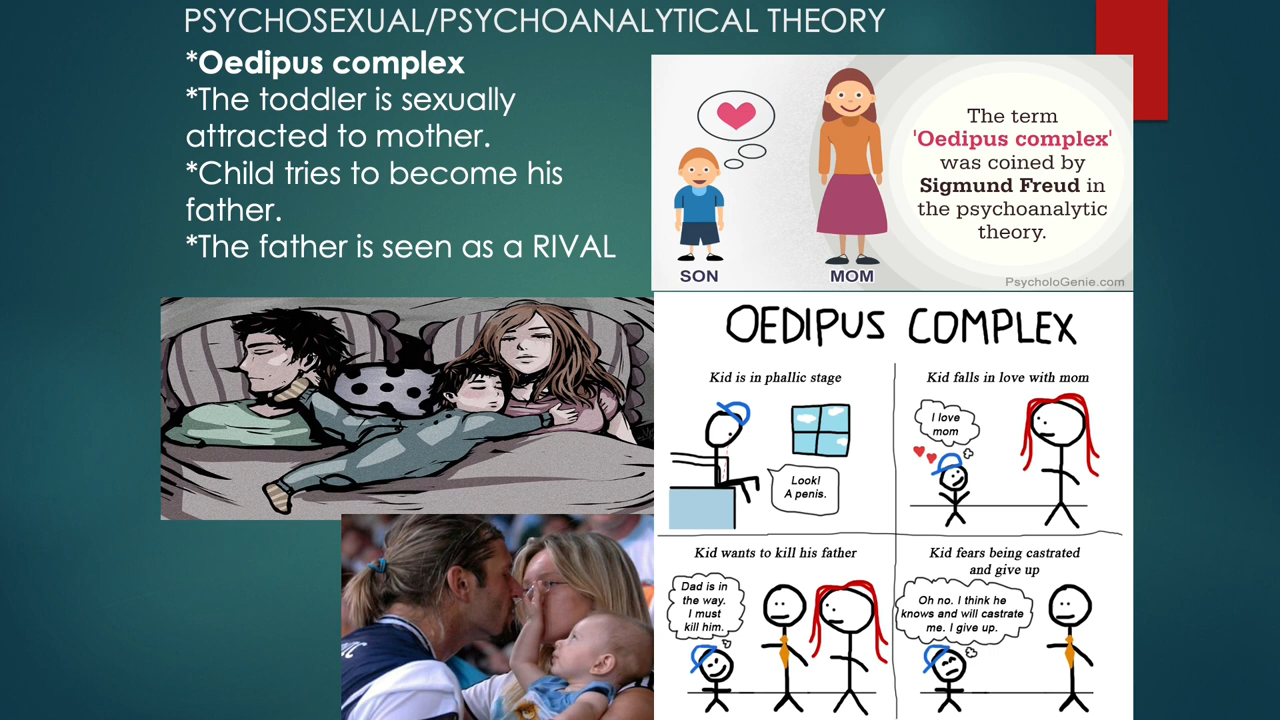 PSYCHOSEXUAL/PSYCHOANALYTICAL THEORY
*Oedipus complex
*The toddler is sexually
attracted to mother.
*Child tries to become his
father.
*The father is seen as a RIVAL
The term
'Oedipus complex'
was coined by
Sigmund Freud in
the psychoanalytic
theory.
SON
MOM
PsycholoGenie.com
OEDIPUS COMPLEX
Kid is in phallic stage
Look!
A penis.
Kid falls in love with mom
I love
mom
Kid wants to kill his father
Dad is in
the way.
I must
kill him.
Kid fears being castrated
and give up
Oh no. I think he
knows and will castrate
me. I give up.